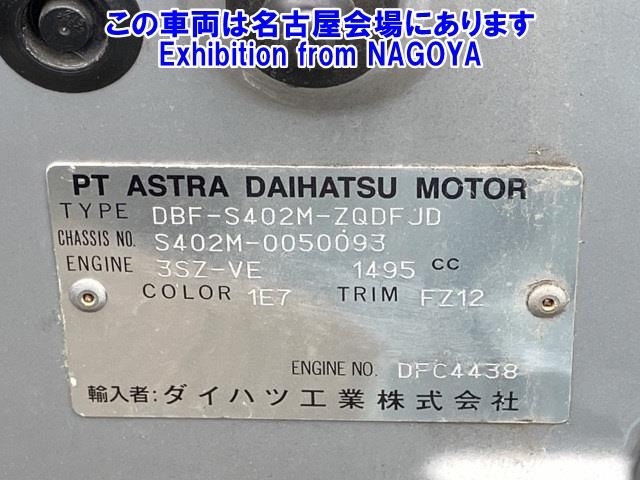 この車両は名古屋会場にあります
Exhibition from NAGOYA
PT ASTRA DAIHATSU MOTOR
TYPE DBF-S402M-ZQDFJD
CHASSIS NO. S402M-0050093
ENGINE 3SZ-VE 1495 CC
COLOR 1E7 TRIM FZ12
ENGINE NO. DFC4438
輸入者: ダイハツ工業株式会社